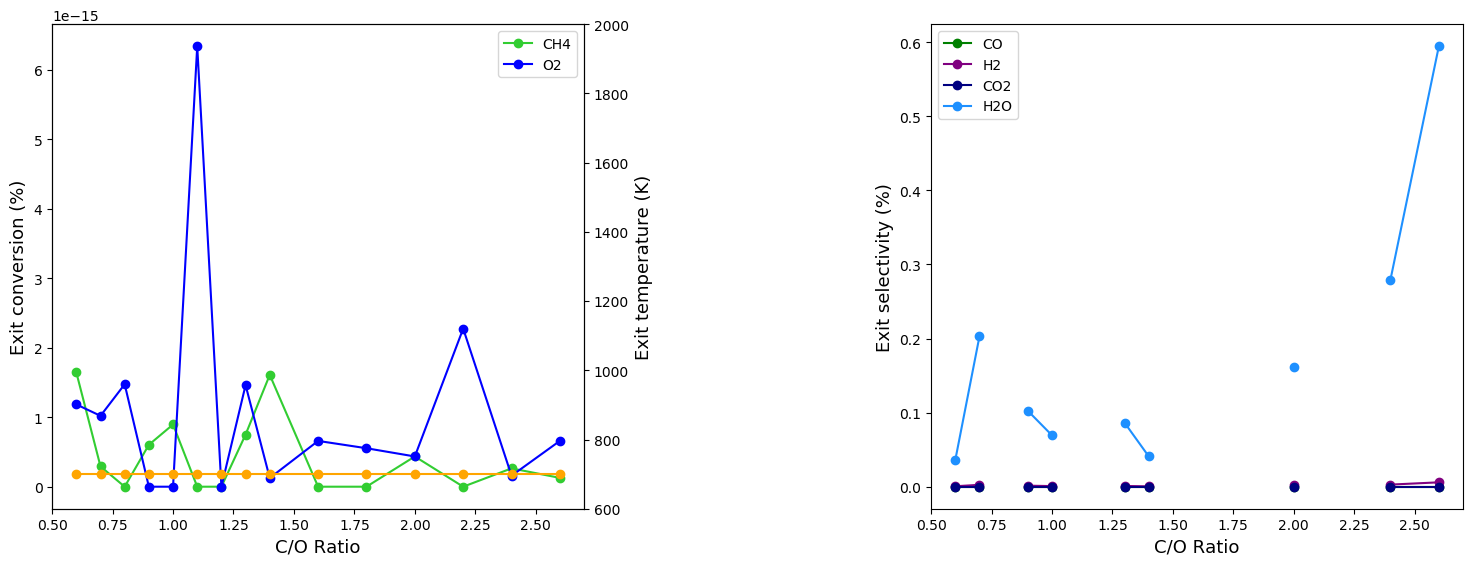 1e−15
CH4
O2
6
5
4
3
2
1
0
Exit conversion (%)
2000
1800
1600
1400
1200
1000
800
600
Exit temperature (K)
0.50 0.75 1.00 1.25 1.50 1.75 2.00 2.25 2.50
C/O Ratio
CO
H2
CO2
H2O
0.6
0.5
0.4
0.3
0.2
0.1
0.0
Exit selectivity (%)
0.50 0.75 1.00 1.25 1.50 1.75 2.00 2.25 2.50
C/O Ratio